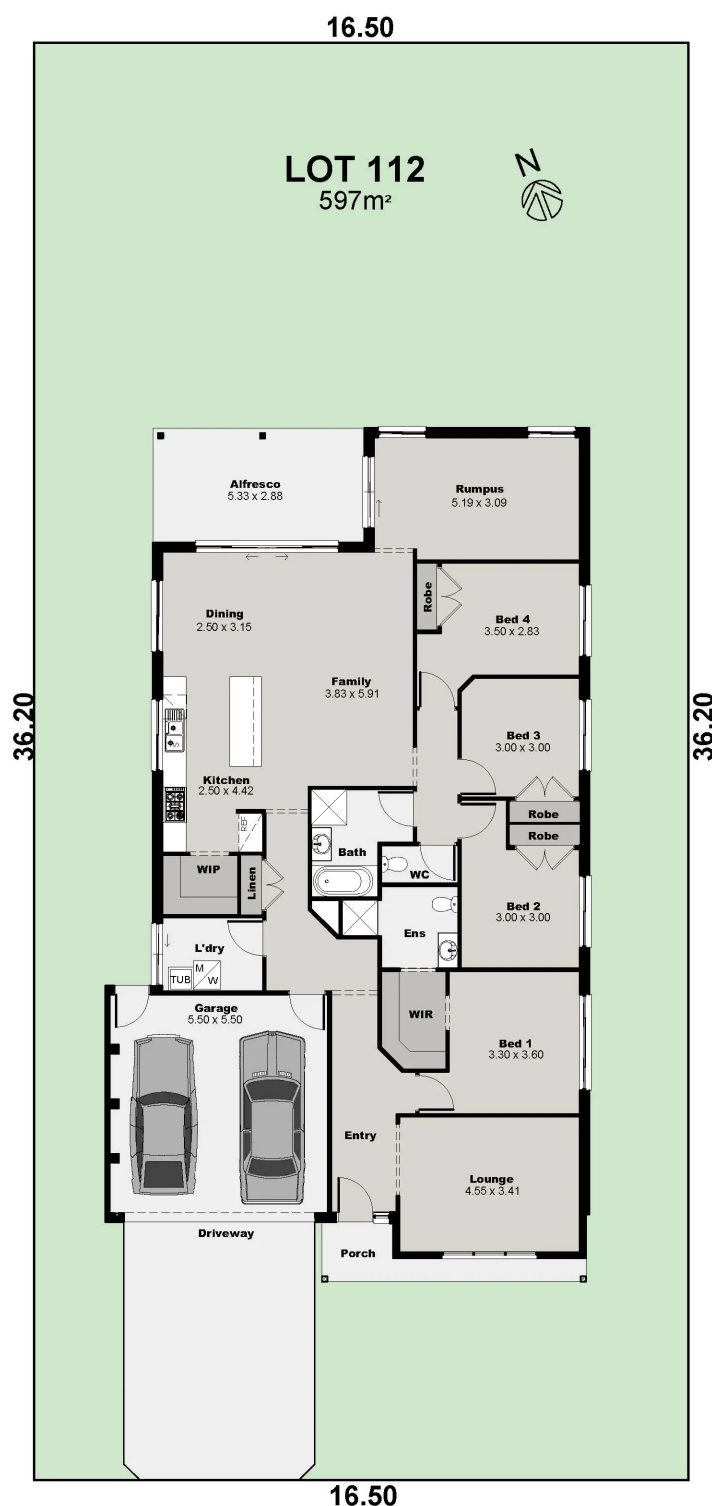 16.50
LOT 112
597m²
N
36.20
36.20
Alfresco
5.33 x 2.88
Rumpus
5.19 x 3.09
Robe
Bed 4
3.50 x 2.83
Dining
2.50 x 3.15
Family
3.83 x 5.91
Bed 3
3.00 x 3.00
Kitchen
2.50 x 4.42
REF
Robe
Robe
Bath
WIP
Linen
WC
Bed 2
3.00 x 3.00
Ens
L'dry
TUB
M
W
Garage
5.50 x 5.50
WIR
Bed 1
3.30 x 3.60
Entry
Lounge
4.55 x 3.41
Driveway
Porch
16.50